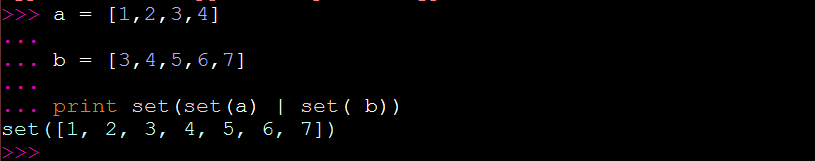 >>> a = [1,2,3,4]
...
... b = [3,4,5,6,7]
...
... print set(set(a) | set( b))
set([1, 2, 3, 4, 5, 6, 7])
>>>